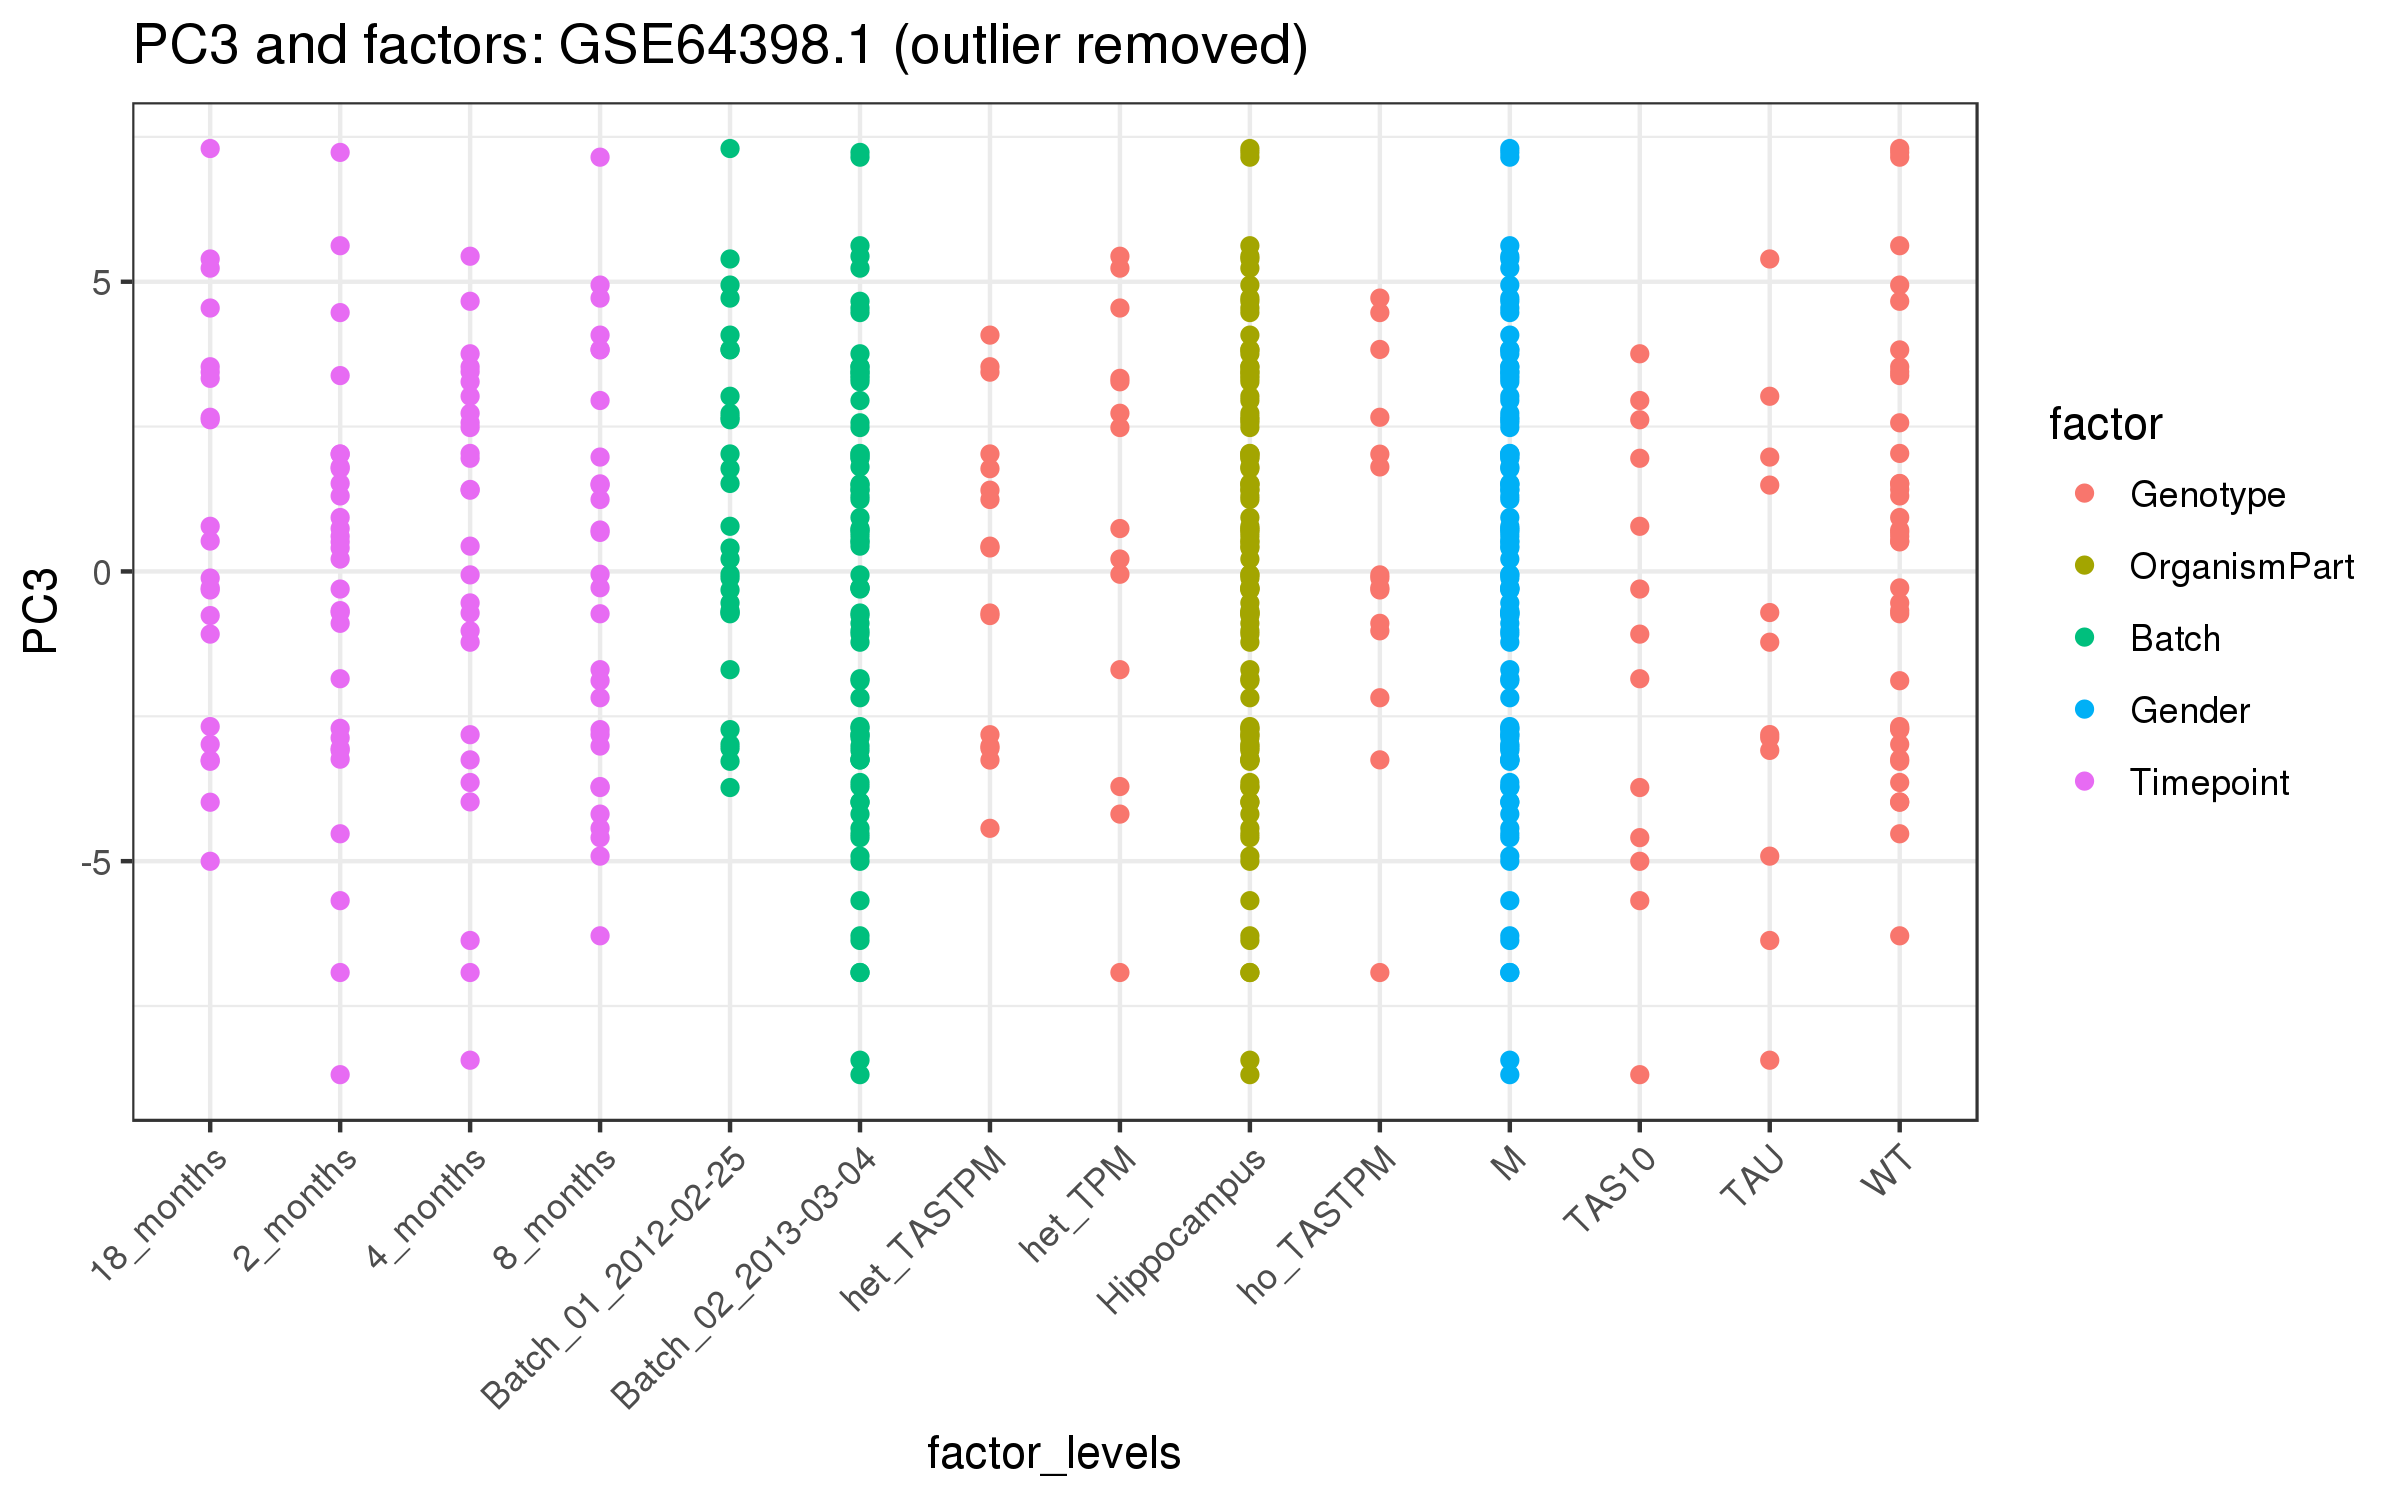 PC3 and factors: GSE64398.1 (outlier removed)
PC3
5
0
-5
18_months
2_months
4_months
8_months
Batch_01_2012-02-25
Batch_02_2013-03-04
het_TASTPM
het_TPM
Hippocampus
ho_TASTPM
M
TAS10
TAU
WT
factor_levels
factor
Genotype
OrganismPart
Batch
Gender
Timepoint